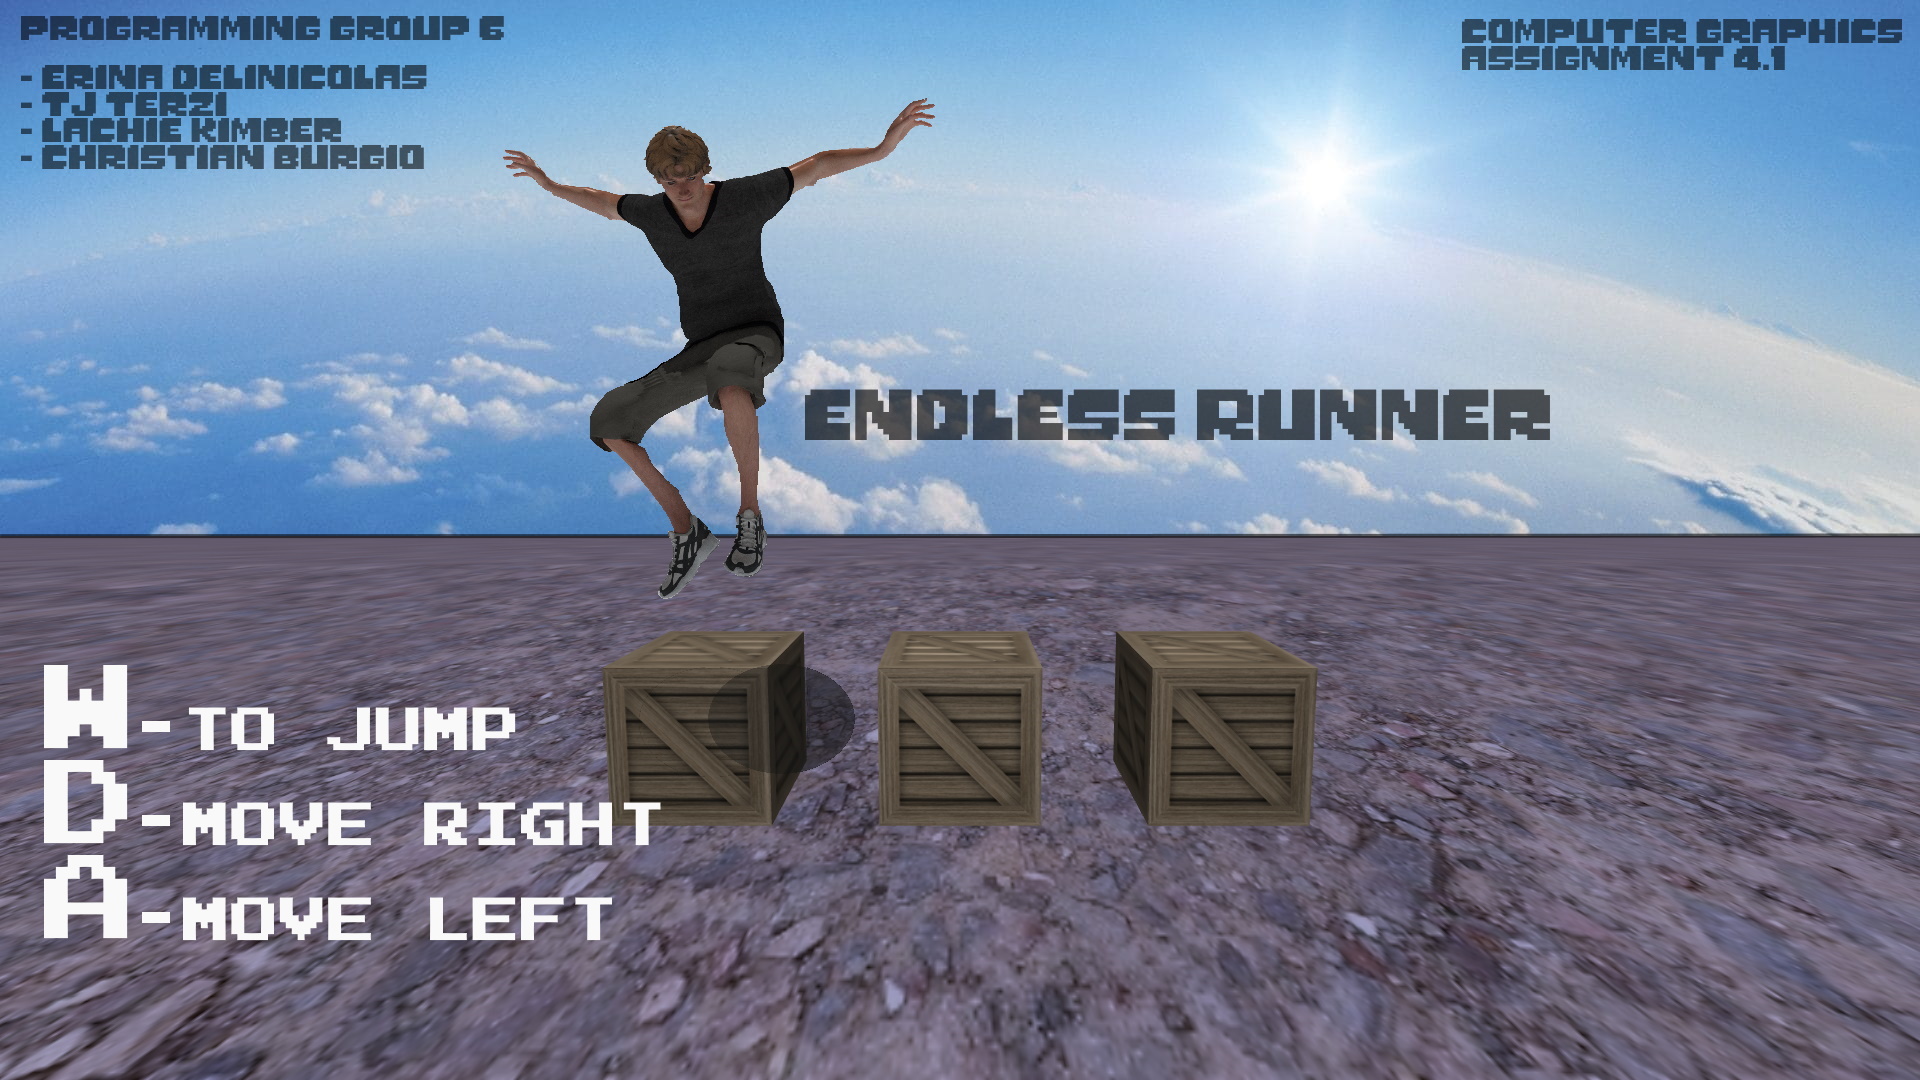 PROGRAMMING GROUP 6
- ERINA DELINICOLAS
- TJ TERZI
- LACHIE KIMBER
- CHRISTIAN BURGIO
COMPUTER GRAPHICS
ASSIGNMENT 4.1
ENDLESS RUNNER
W-TO JUMP
D-MOVE RIGHT
A-MOVE LEFT